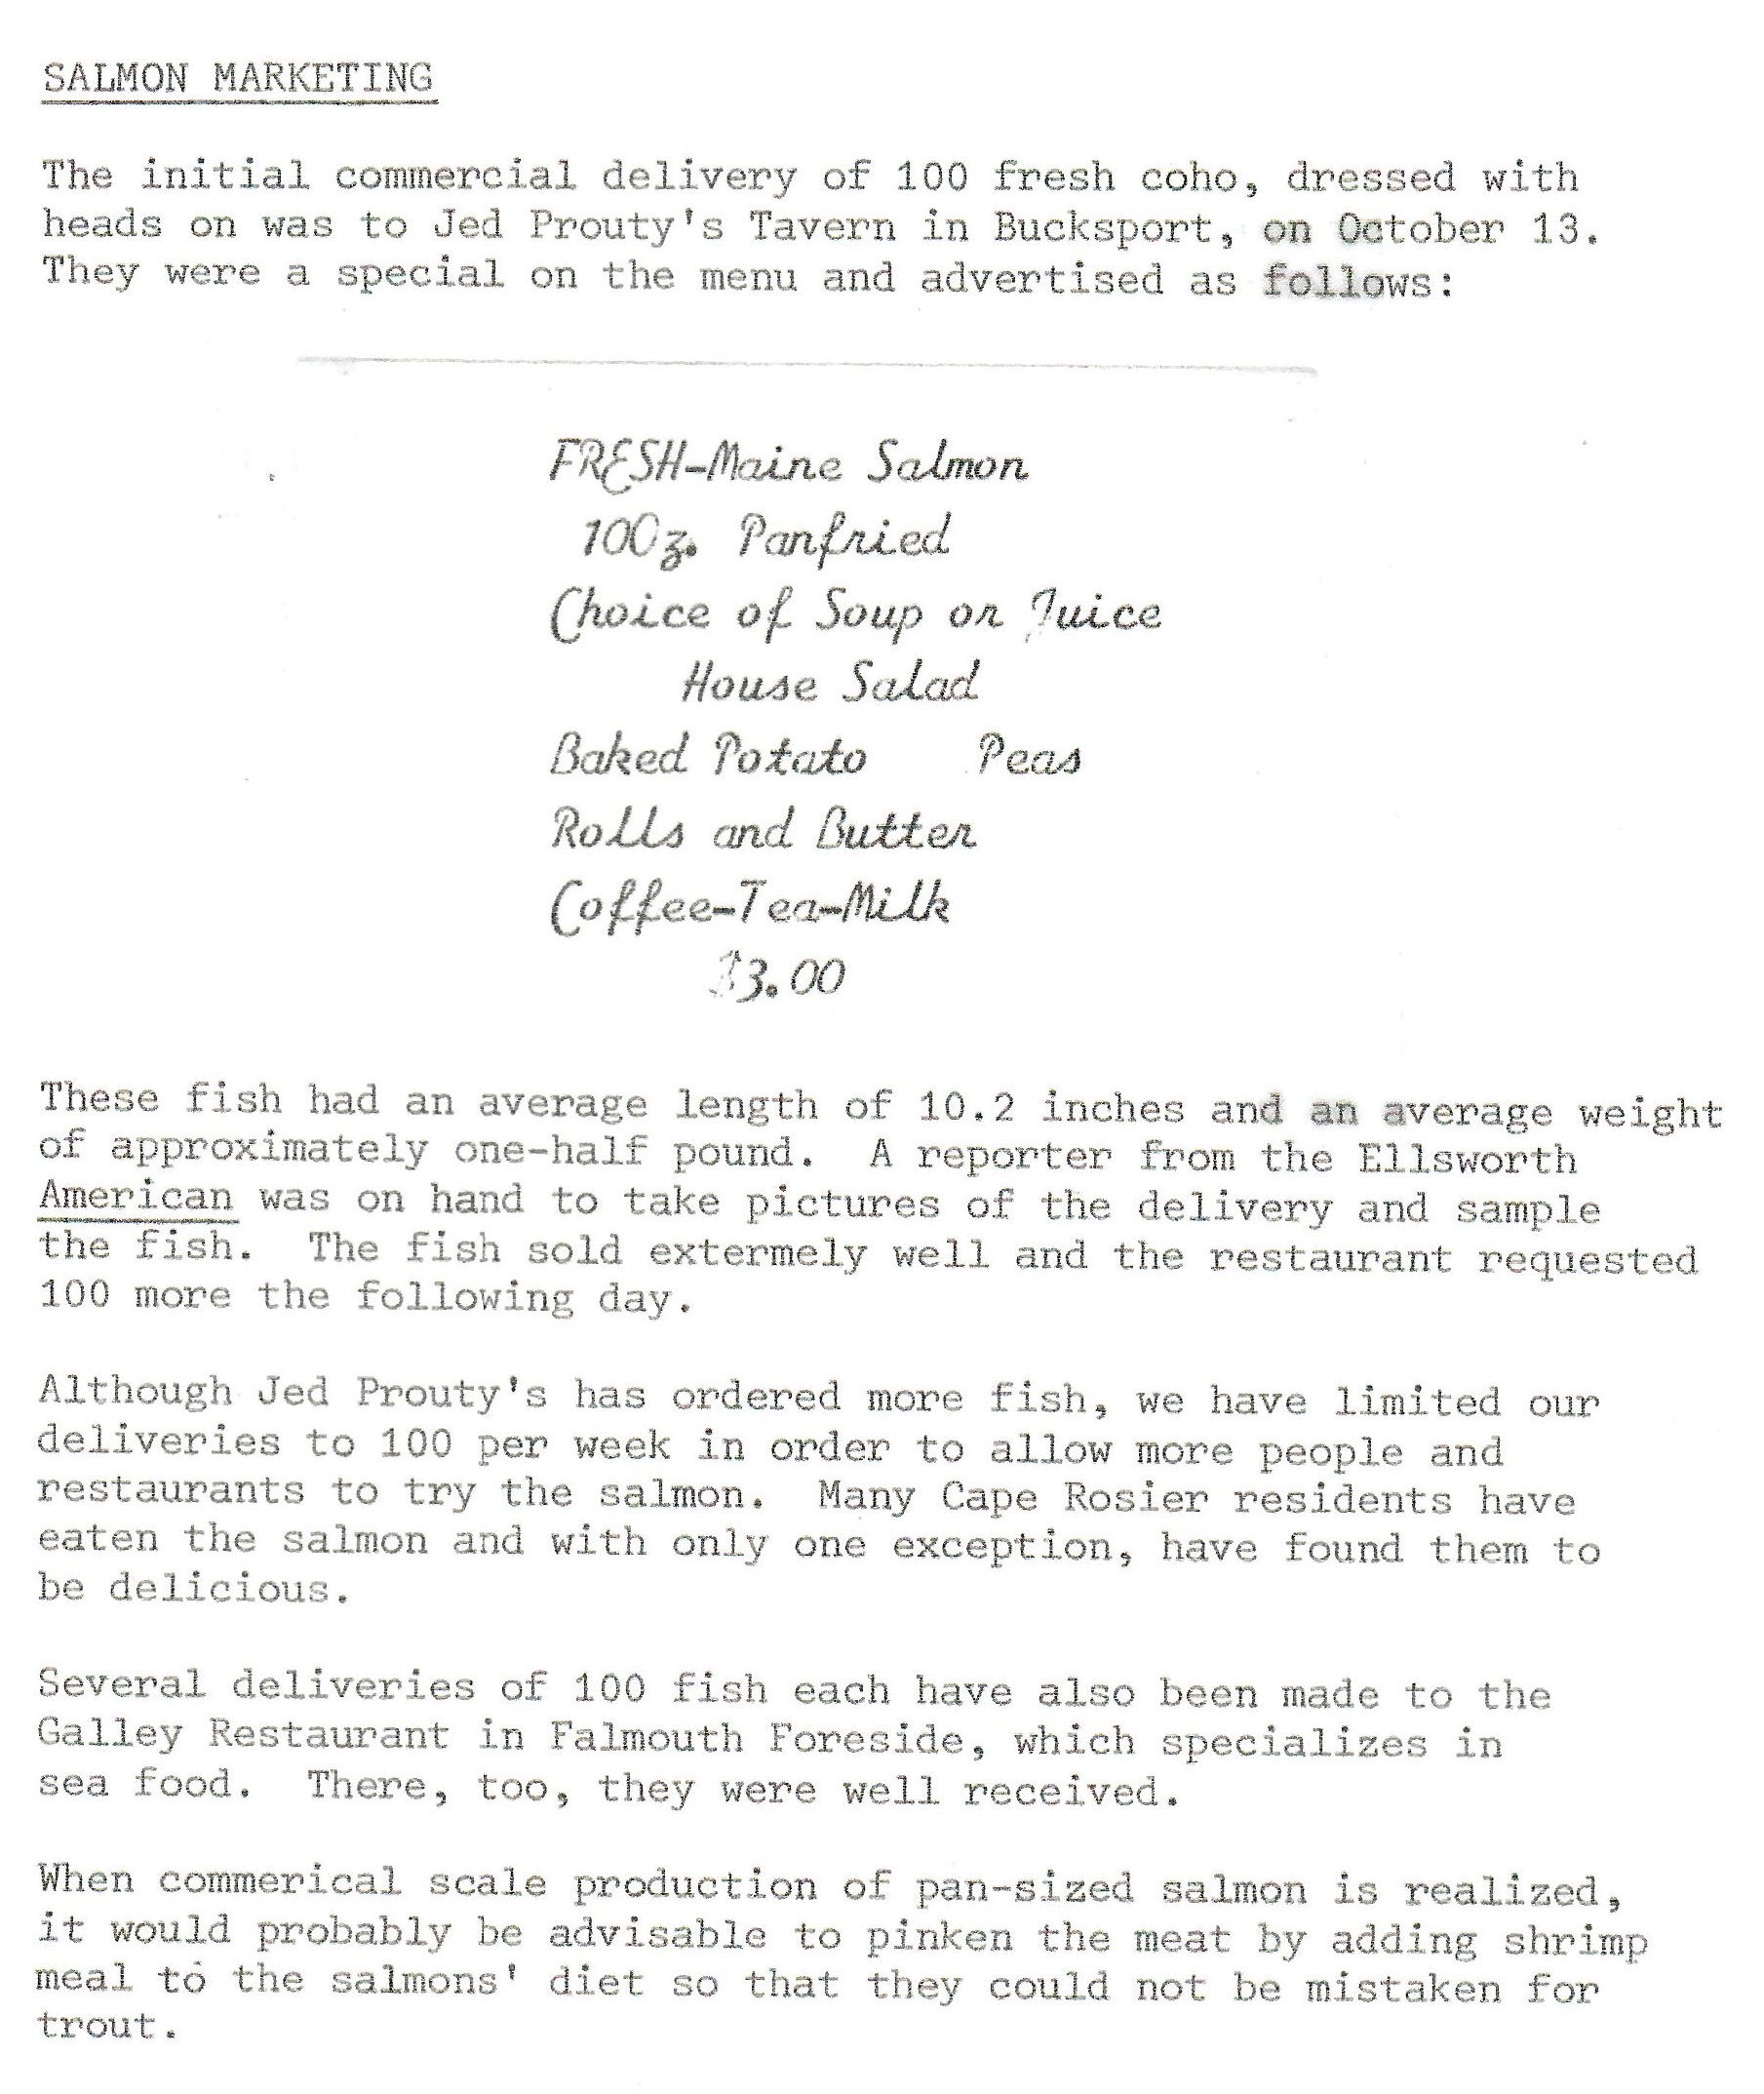 SALMON MARKETING
The initial commercial delivery of 100 fresh coho, dressed with
heads on was to Jed Prouty's Tavern in Bucksport, on October 13.
They were a special on the menu and advertised as follows:
FRESH-Maine Salmon
10Oz. Panfried
Choice of Soup or Juice
House Salad
Baked Potato Peas
Rolls and Butter
Coffee-Tea-Milk
$3.00
These fish had an average length of 10.2 inches and an average weight
of approximately one-half pound. A reporter from the Ellsworth
American was on hand to take pictures of the delivery and sample
the fish. The fish sold extermely well and the restaurant requested
100 more the following day.
Although Jed Prouty's has ordered more fish, we have limited our
deliveries to 100 per week in order to allow more people and
restaurants to try the salmon. Many Cape Rosier residents have
eaten the salmon and with only one exception, have found them to
be delicious.
Several deliveries of 100 fish each have also been made to the
Galley Restaurant in Falmouth Foreside, which specializes in
sea food. There, too, they were well received.
When commerical scale production of pan-sized salmon is realized,
it would probably be advisable to pinken the meat by adding shrimp
meal to the salmons' diet so that they could not be mistaken for
trout.